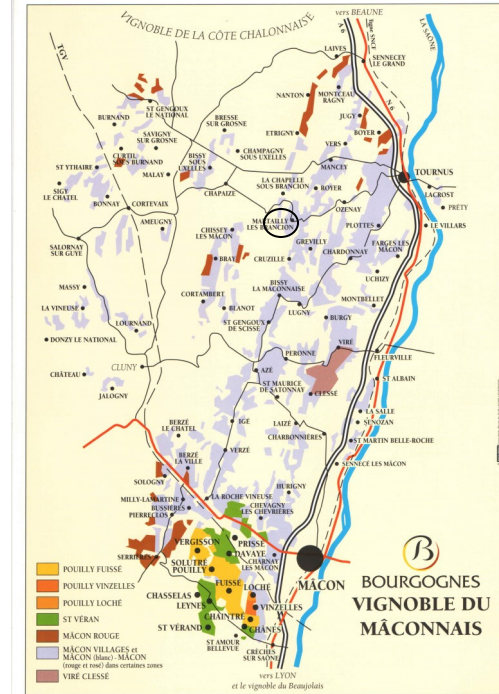 VIGNOBLE DE LA CÔTE CHALONNAISE
vers BEAUNE
A 6
ligne SNCF
LA SAÔNE
TGV
LAIVES
SENNECEY
LE GRAND
NANTON
MONTCEAU
RAGNY
N 6
ST GENGOUX
LE NATIONAL
BURNAND
BRESSE
SUR GROSNE
JUGY
ETRIGNY
BOYER
SAVIGNY
SUR GROSNE
VERS
CURTIL
SOUS BURNAND
BISSY
SOUS
UXELLES
CHAMPAGNY
SOUS UXELLES
MANCEY
ST YTHAIRE
MALAY
TOURNUS
SIGY
LE CHATEL
CHAPAIZE
LA CHAPELLE
SOUS BRANCION
ROYER
LACROST
BONNAY
CORTEVAIX
OZENAY
PRÉTY
AMEUGNY
MARTAILLY
LES BRANCION
CHISSEY
LES MÂCON
PLOTTES
LE VILLARS
SALORNAY
SUR GUYE
GREVILLY
FARGES LES
MÂCON
BRAY
CRUZILLE
CHARDONNAY
UCHIZY
MASSY
BISSY
LA MÂCONNAISE
CORTAMBERT
MONTBELLET
LA VINEUSE
BLANOT
LUGNY
LOURNAND
ST GENGOUX
DE SCISSE
BURGY
DONZY LE NATIONAL
VIRÉ
PERONNE
FLEURVILLE
CLUNY
CHÂTEAU
AZÉ
ST ALBAIN
JALOGNY
ST MAURICE
DE SATONNAY
CLESSÉ
LA SALLE
BERZÉ
LE CHATEL
IGÉ
LAIZÉ
SENOZAN
CHARBONNIÈRES
ST MARTIN BELLE-ROCHE
BERZÉ
LA VILLE
VERZÉ
SENNECÉ LES MÂCON
SOLOGNY
HURIGNY
MILLY-LAMARTINE
LA ROCHE VINEUSE
BUSSIÈRES
CHEVAGNY
LES CHEVRIÈRES
PIERRECLOS
VERGISSON
PRISSÉ
SERRIÈRES
DAVAYÉ
SOLUTRÉ
POUILLY
CHARNAY
LES MÂCON
MÂCON
FUISSÉ
LOCHÉ
CHASSELAS
LEYNES
VINZELLES
CHAINTRÉ
ST VÉRAND
CHÂNES
ST AMOUR
BELLEVUE
CRÊCHES
SUR SAÔNE
vers LYON
et le vignoble du Beaujolais
POUILLY FUISSÉ
POUILLY VINZELLES
POUILLY LOCHÉ
ST VÉRAN
MÂCON ROUGE
MÂCON VILLAGES et
MÂCON (blanc) - MÂCON
(rouge et rosé) dans certaines zones
VIRÉ CLESSÉ
B
BOURGOGNES
VIGNOBLE DU
MÂCONNAIS